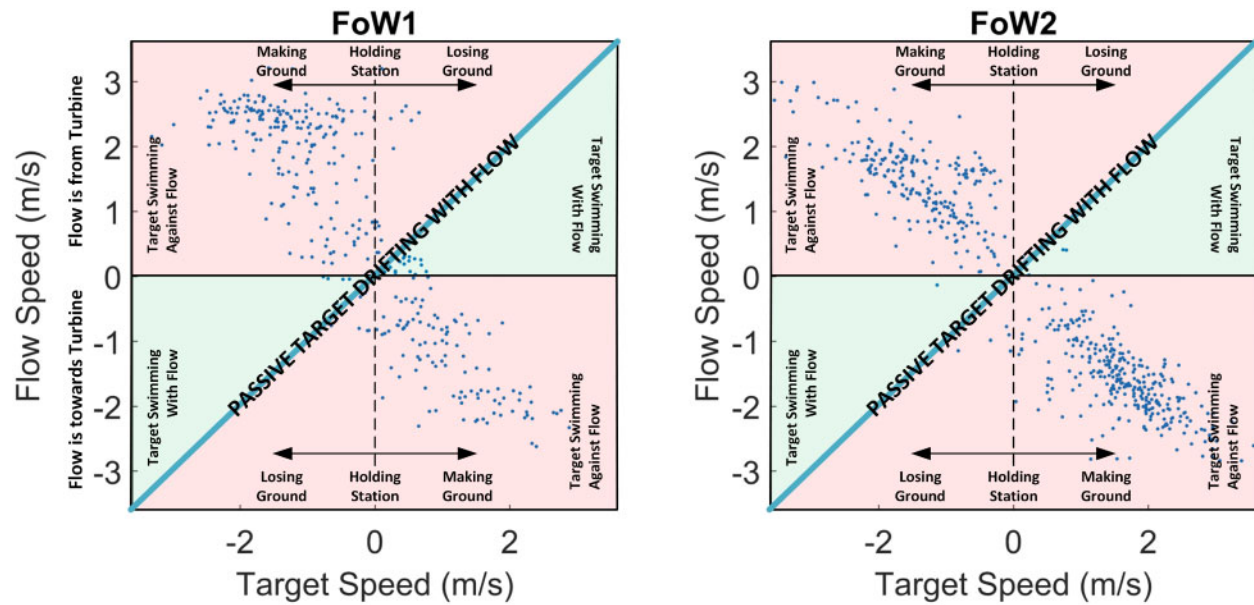 FoW1
Making
Ground
Holding
Station
Losing
Ground
3
2
1
0
-1
-2
-3
Flow Speed (m/s)
Flow is from Turbine
Flow is towards Turbine
Target Swimming
Against Flow
Target Swimming
With Flow
PASSIVE TARGET DRIFTING WITH FLOW
Target Swimming
With Flow
Target Swimming
Against Flow
Losing
Ground
Holding
Station
Making
Ground
-2
0
2
Target Speed (m/s)
FoW2
Making
Ground
Holding
Station
Losing
Ground
3
2
1
0
-1
-2
-3
Flow Speed (m/s)
Target Swimming
Against Flow
Target Swimming
With Flow
PASSIVE TARGET DRIFTING WITH FLOW
Target Swimming
With Flow
Target Swimming
Against Flow
Losing
Ground
Holding
Station
Making
Ground
-2
0
2
Target Speed (m/s)